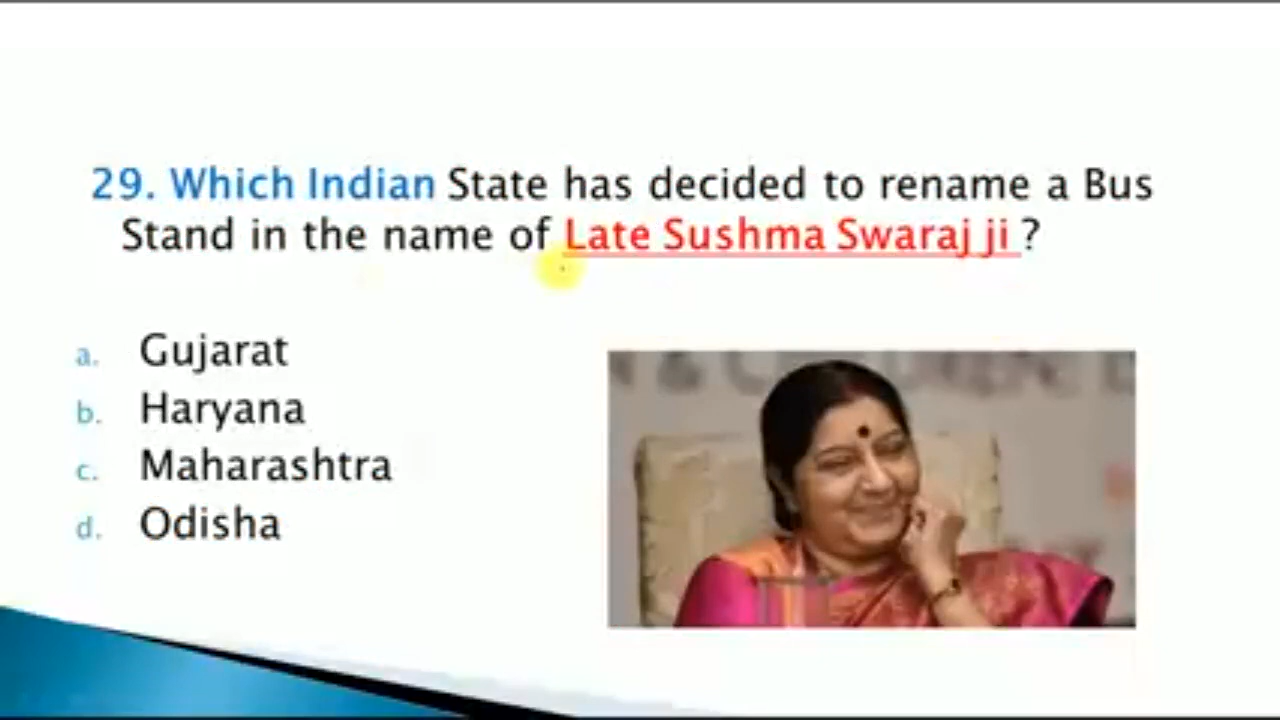 29. Which Indian State has decided to rename a Bus
Stand in the name of Late Sushma Swaraj ji ?
a. Gujarat
b. Haryana
c. Maharashtra
d. Odisha